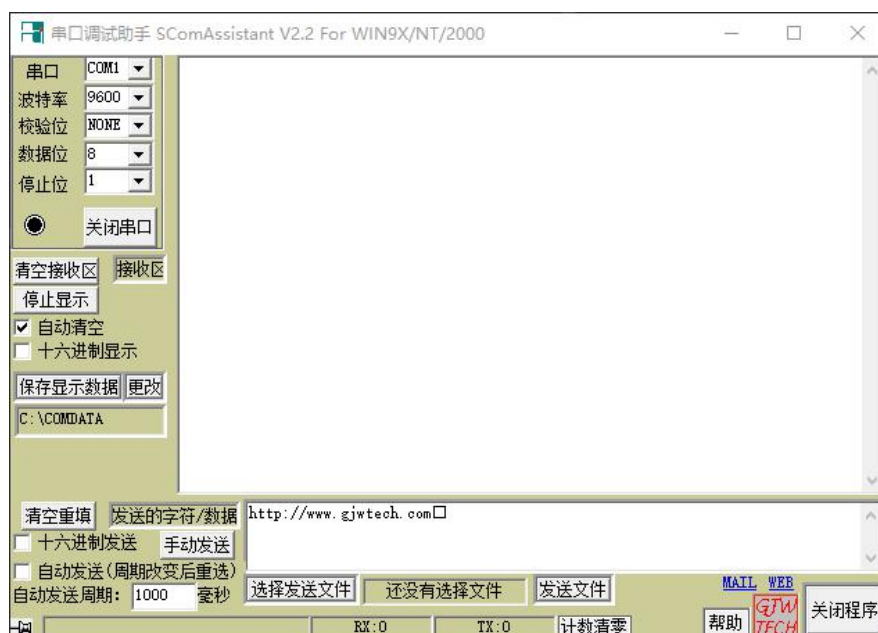 串口调试助手 SComAssistant V2.2 For WIN9X/NT/2000
串口 COM1
波特率 9600
校验位 NONE
数据位 8
停止位 1
关闭串口
清空接收区 接收区
停止显示
自动清空
十六进制显示
保存显示数据 更改
C:\COMDATA
清空重填 发送的字符/数据 http://www.gjwtech.com
十六进制发送 手动发送
自动发送(周期改变后重选)
自动发送周期: 1000 毫秒 选择发送文件 还没有选择文件 发送文件 MAIL WEB
RX:0 TX:0 计数清零 帮助 GJW TECH 关闭程序